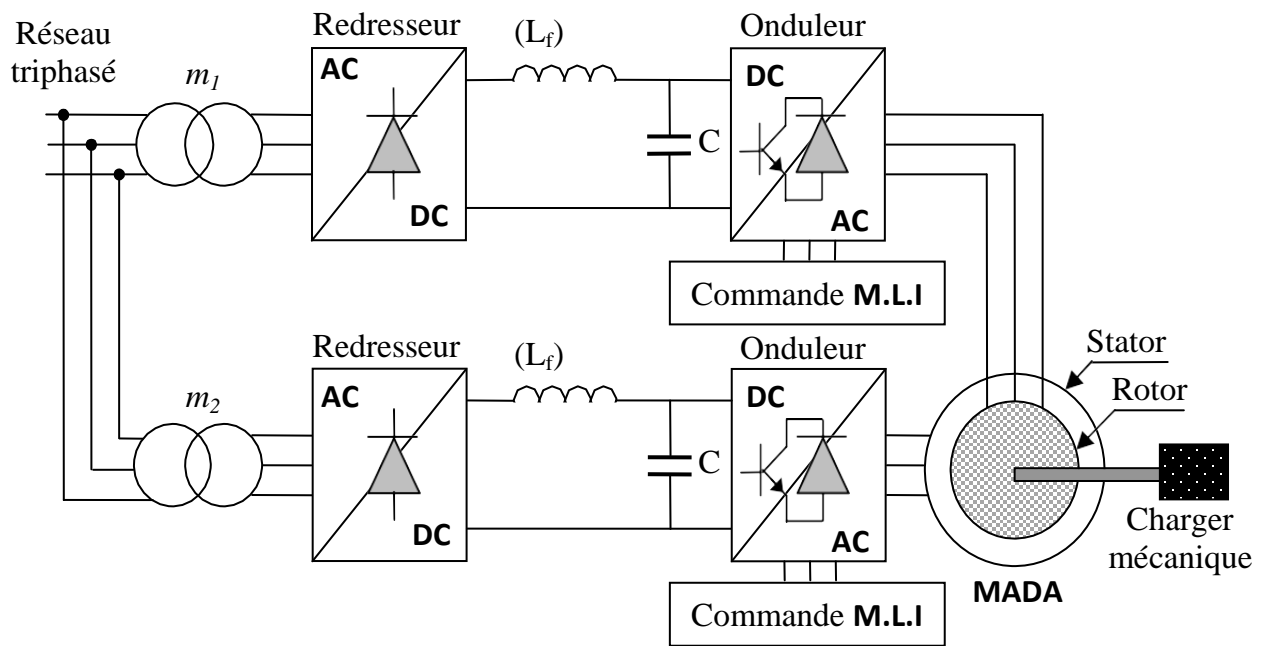 Réseau
triphasé
m1
Redresseur
AC
DC
(Lf)
C
Onduleur
DC
AC
Commande M.L.I
m2
Redresseur
AC
DC
(Lf)
C
Onduleur
DC
AC
Commande M.L.I
Stator
Rotor
Charger
mécanique
MADA